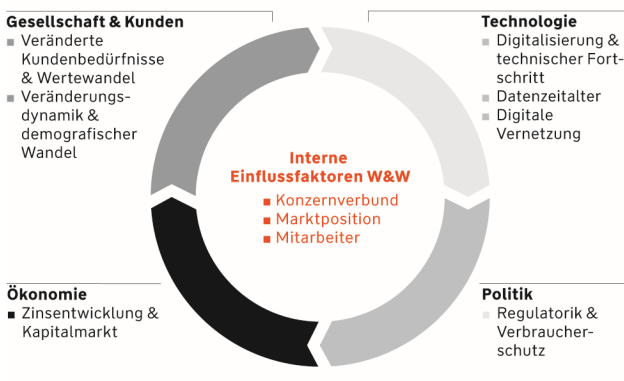 Gesellschaft & Kunden
■ Veränderte
Kundenbedürfnisse
& Wertewandel
■ Veränderungs-
dynamik &
demografischer
Wandel
Technologie
■ Digitalisierung &
technischer Fort-
schritt
■ Datenzeitalter
■ Digitale
Vernetzung
Interne
Einflussfaktoren W&W
■ Konzernverbund
■ Marktposition
■ Mitarbeiter
Ökonomie
■ Zinsentwicklung &
Kapitalmarkt
Politik
■ Regulatorik &
Verbraucher-
schutz